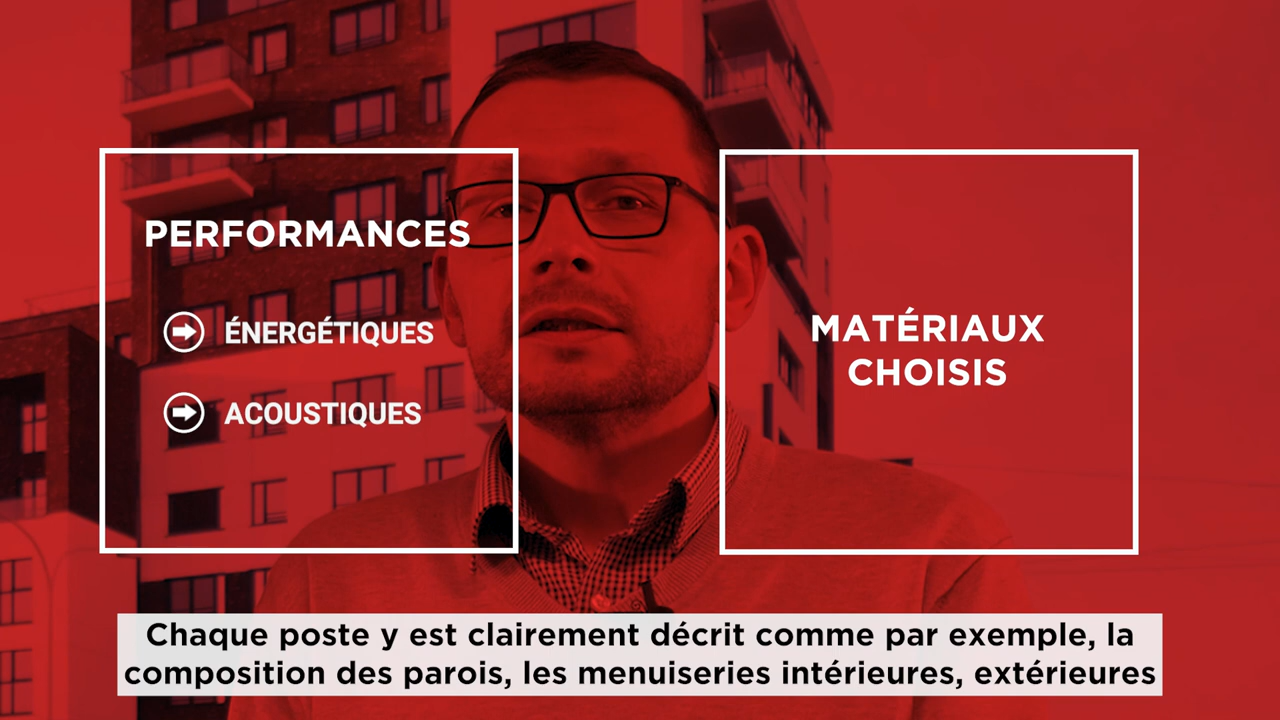 PERFORMANCES
ÉNERGÉTIQUES
ACOUSTIQUES
MATÉRIAUX
CHOISIS
Chaque poste y est clairement décrit comme par exemple, la
composition des parois, les menuiseries intérieures, extérieures